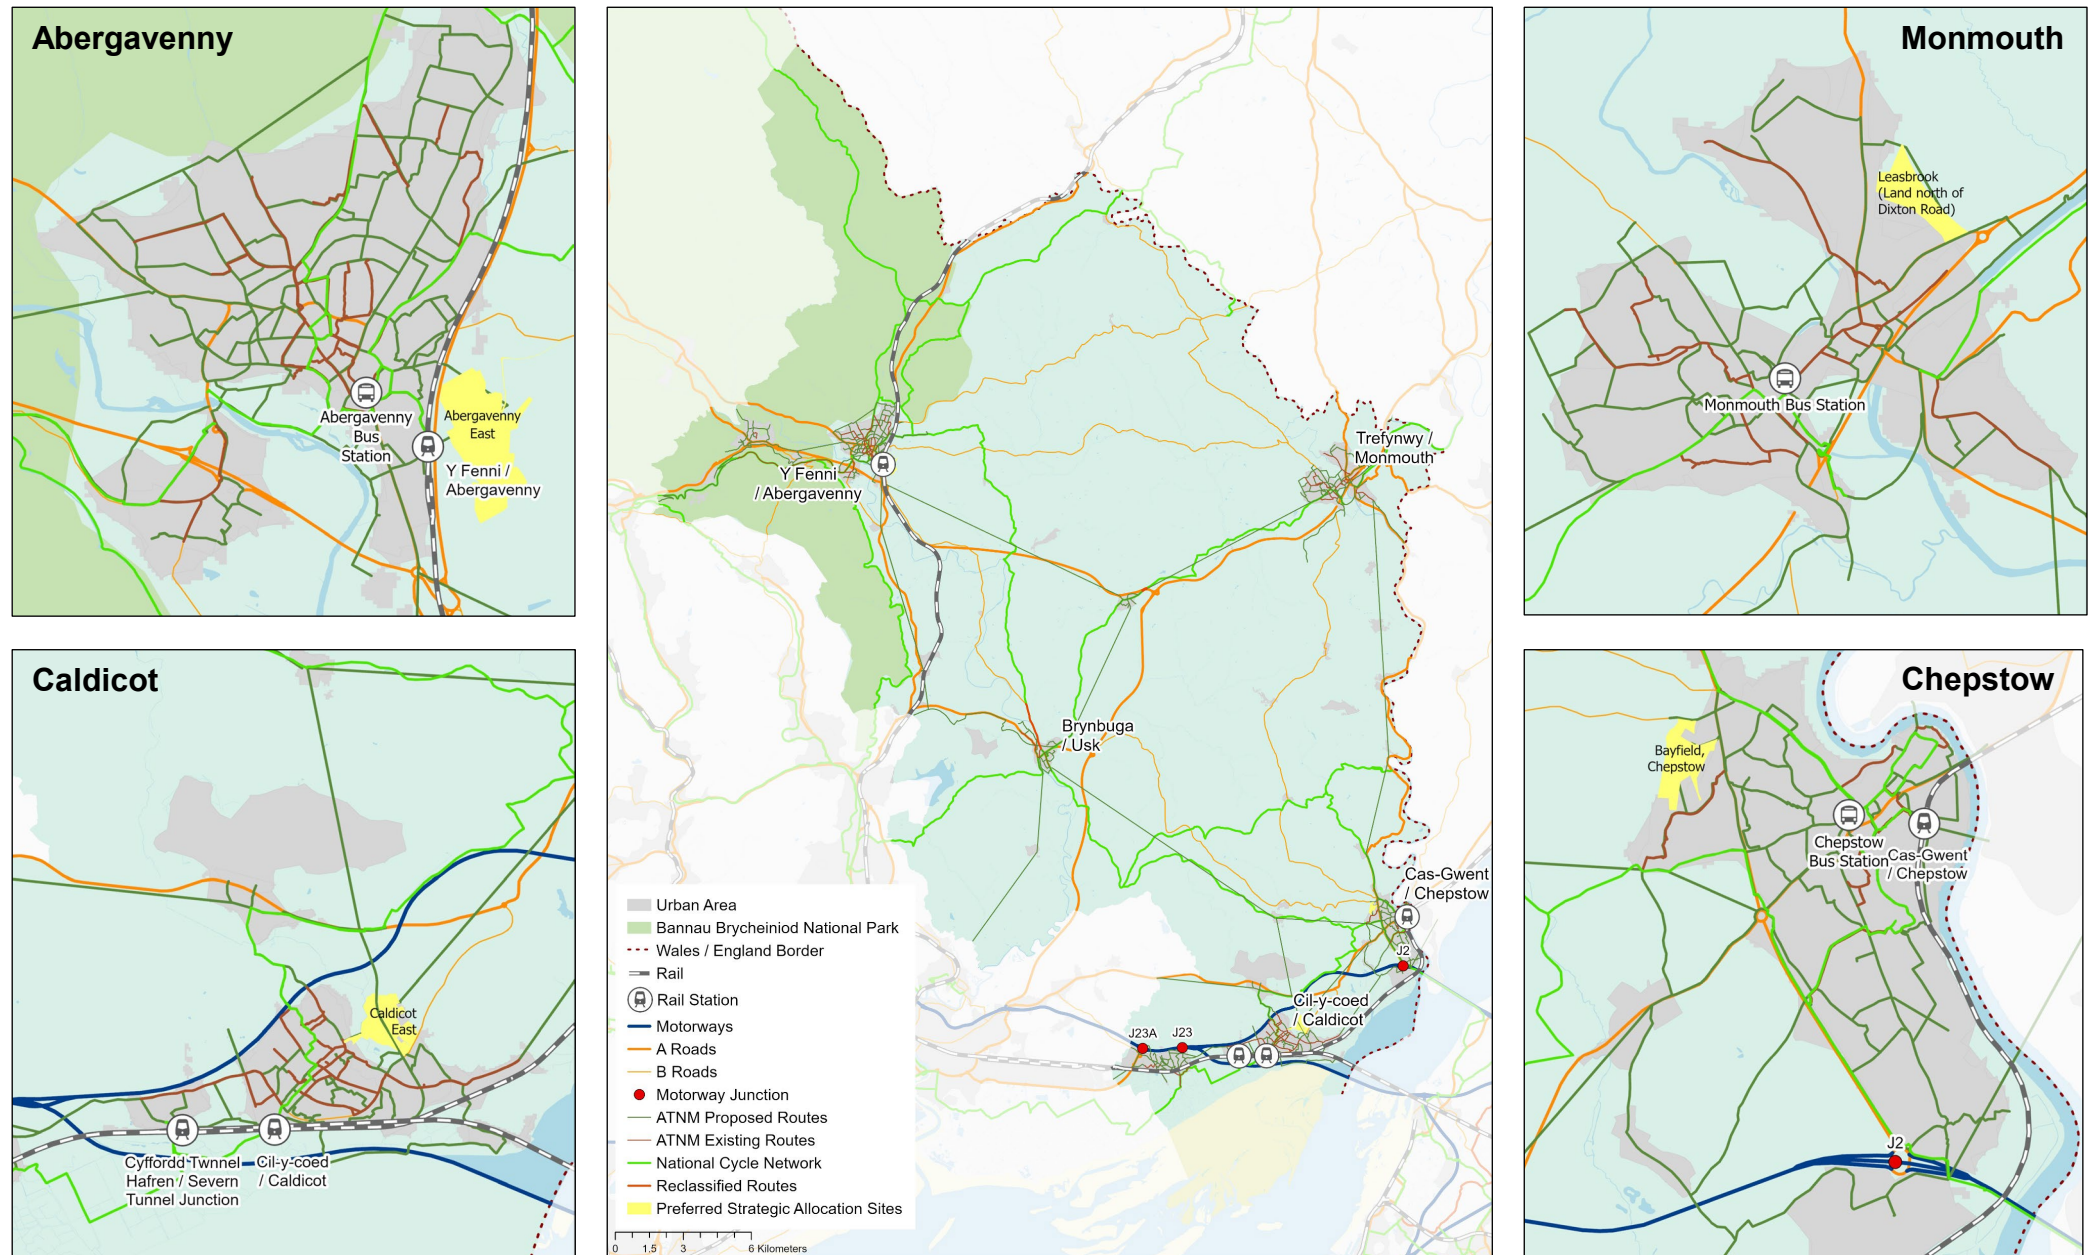 Abergavenny
Abergavenny
Bus
Station
Abergavenny
East
Y Fenni /
Abergavenny
Caldicot
Caldicot
East
Cyffordd Twnnel
Hafren / Severn
Tunnel Junction
Cil-y-coed
/ Caldicot
Trefynwy /
Monmouth
Y Fenni
/ Abergavenny
Brynbuga
/ Usk
Cas-Gwent
/ Chepstow
J2
Cil-y-coed
/ Caldicot
J23A
J23
Urban Area
Bannau Brycheiniod National Park
Wales / England Border
Rail
Rail Station
Motorways
A Roads
B Roads
Motorway Junction
ATNM Proposed Routes
ATNM Existing Routes
National Cycle Network
Reclassified Routes
Preferred Strategic Allocation Sites
0 1.5 3 6 Kilometers
Monmouth
Leasbrook
(Land north of
Dixton Road)
Monmouth Bus Station
Chepstow
Bayfield,
Chepstow
Chepstow
Bus Station
Cas-Gwent
/ Chepstow
J2